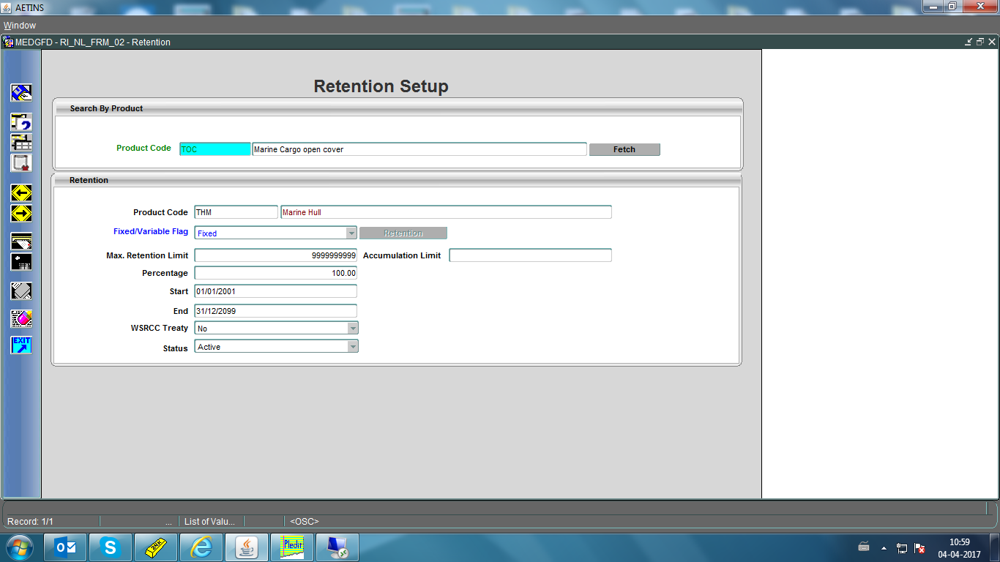 AETINS
Window
MEDGFD - RI_NL_FRM_02 - Retention
Retention Setup
Search By Product
Product Code TOC Marine Cargo open cover Fetch
Retention
Product Code THM Marine Hull
Fixed/Variable Flag Fixed Retention
Max. Retention Limit 9999999999 Accumulation Limit
Percentage 100.00
Start 01/01/2001
End 31/12/2099
WSRCC Treaty No
Status Active
EXIT
Record: 1/1 ... List of Valu... <OSC>
24K Pledit 10:59
04-04-2017